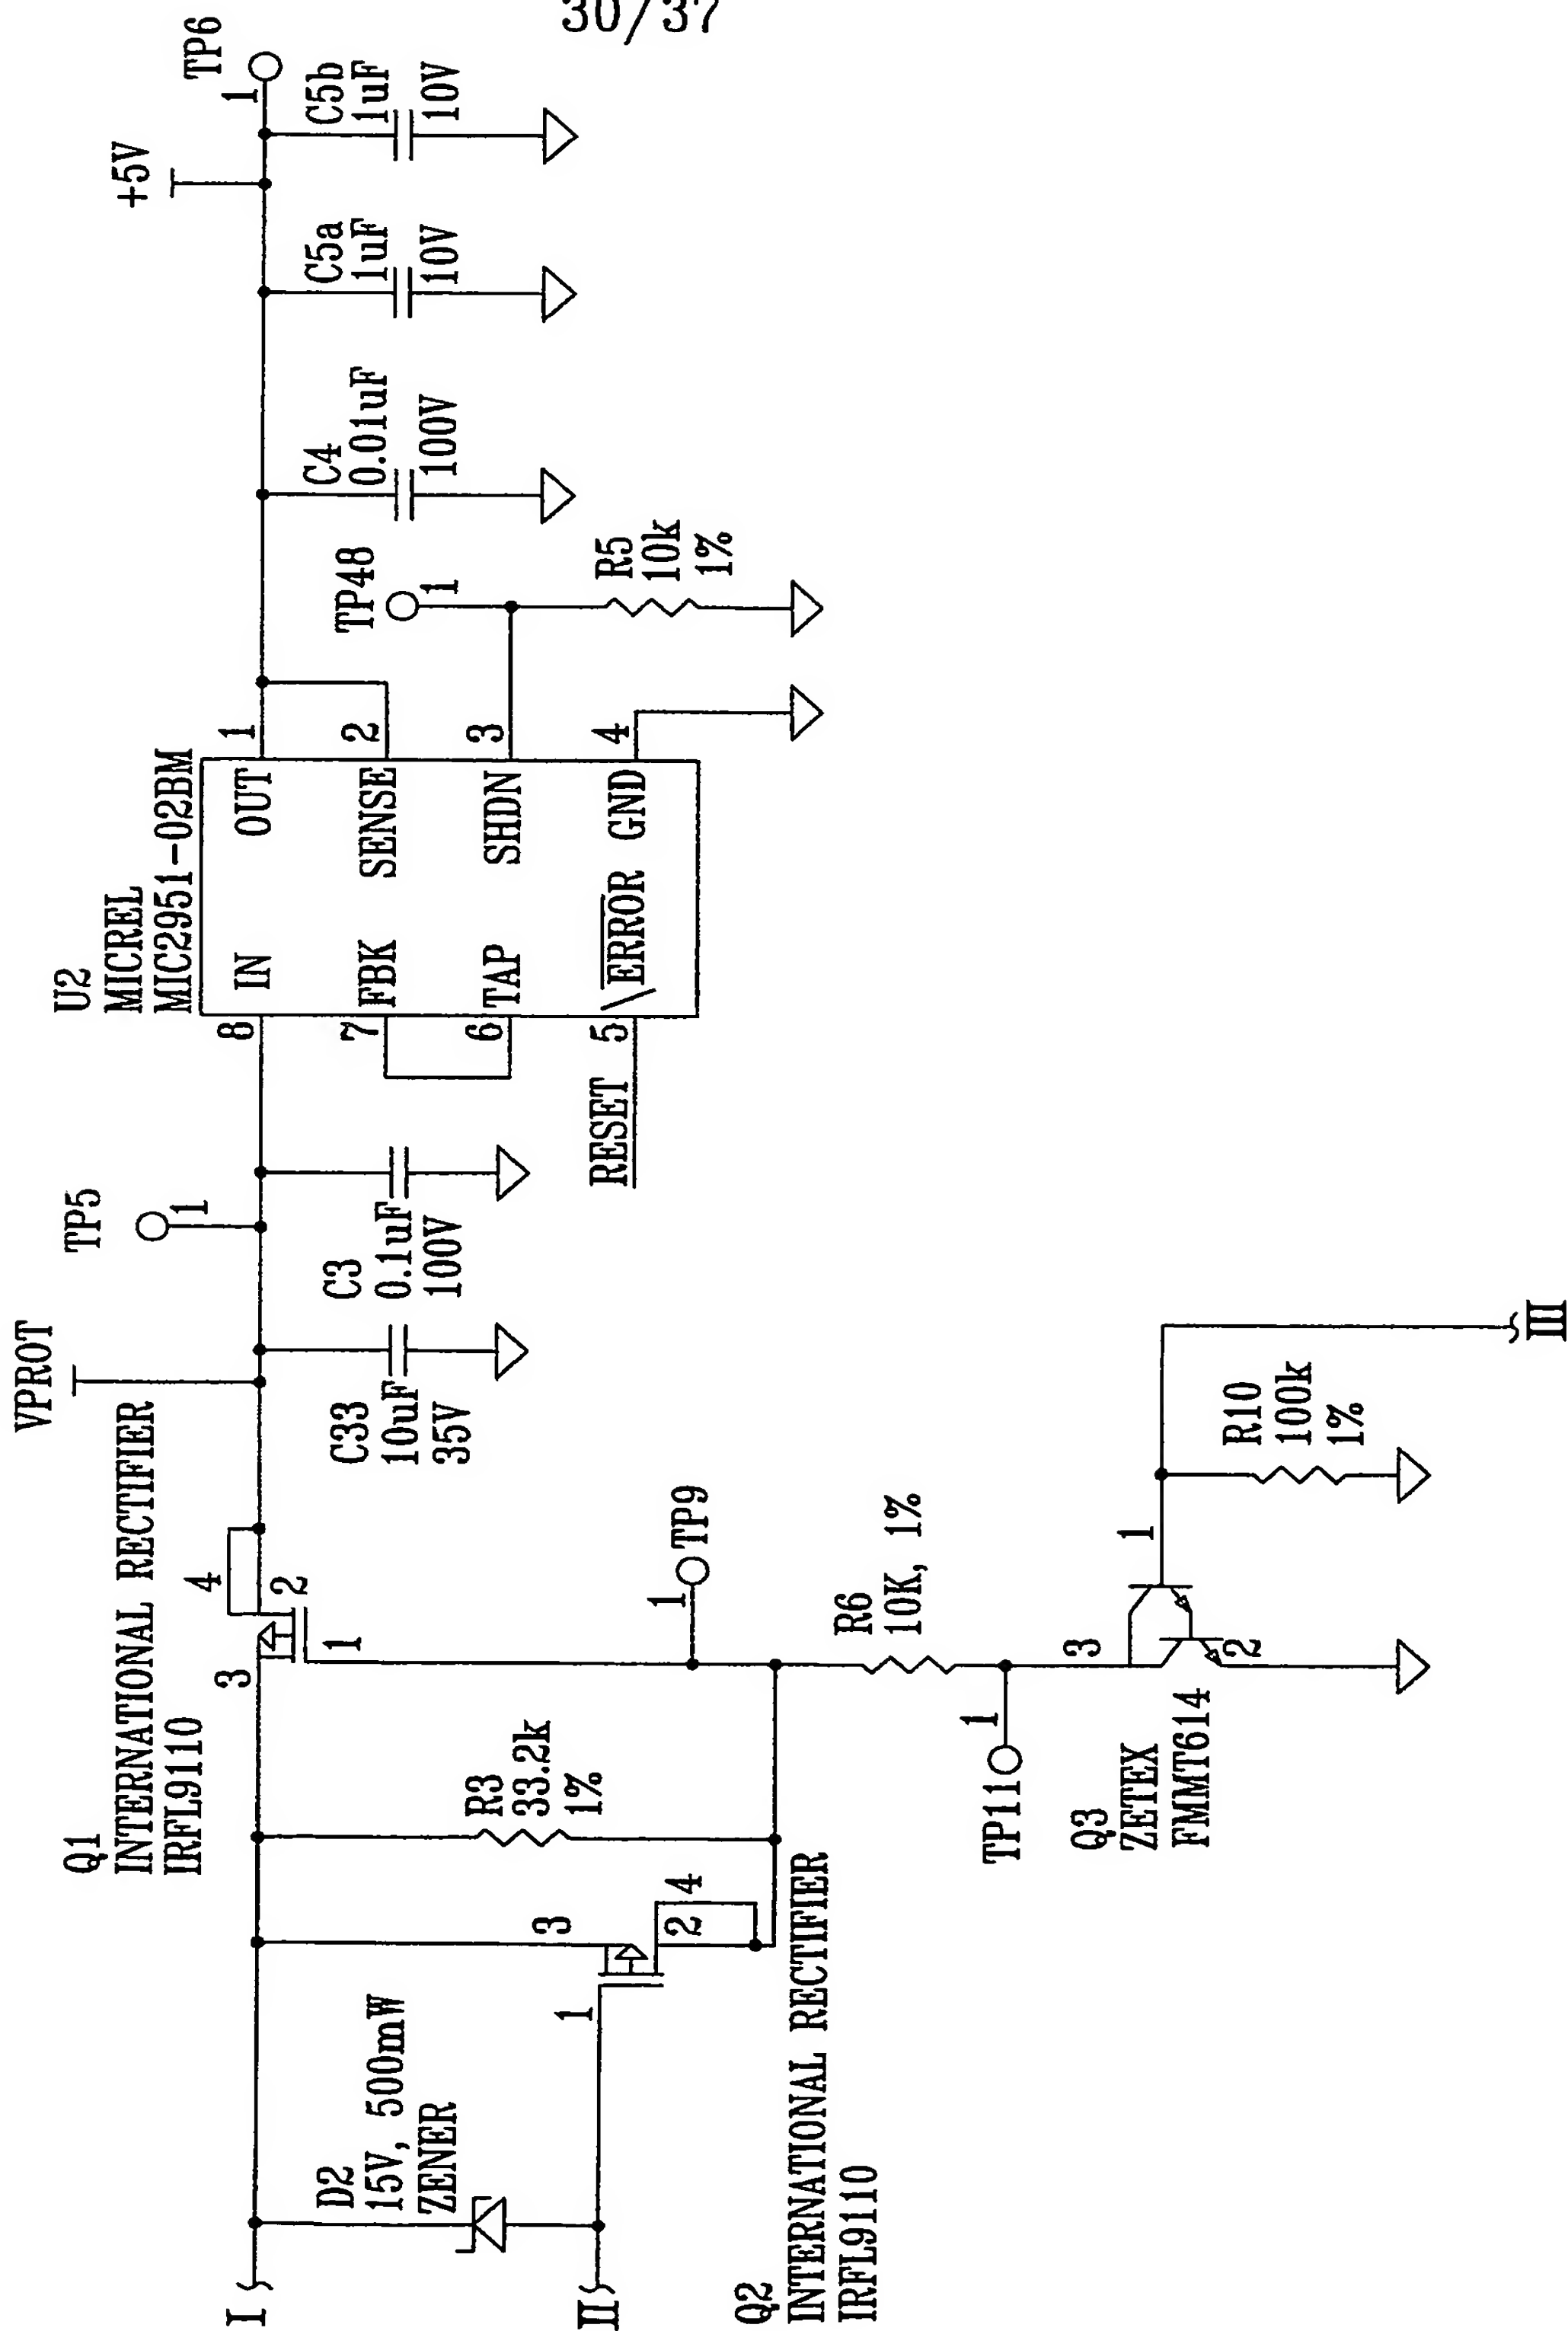 30/37
VPROT
TP5
1
U2
MICREL
MIC2951-02BM
+5V
TP6
1
Q1
INTERNATIONAL RECTIFIER
IRFL9110
3
4
2
1
C33
10uF
35V
C3
0.1uF
100V
8
IN
OUT
1
7
FBK
SENSE
2
6
TAP
SHDN
3
RESET
5
\ERROR
GND
4
TP48
1
R5
10k
1%
C4
0.01uF
100V
C5a
1uF
10V
C5b
1uF
10V
I
D2
15V, 500mW
ZENER
II
1
3
2
4
Q2
INTERNATIONAL RECTIFIER
IRFL9110
R3
33.2k
1%
1
TP9
R6
10K, 1%
TP11
1
Q3
ZETEX
FMMT614
3
2
1
R10
100k
1%
III